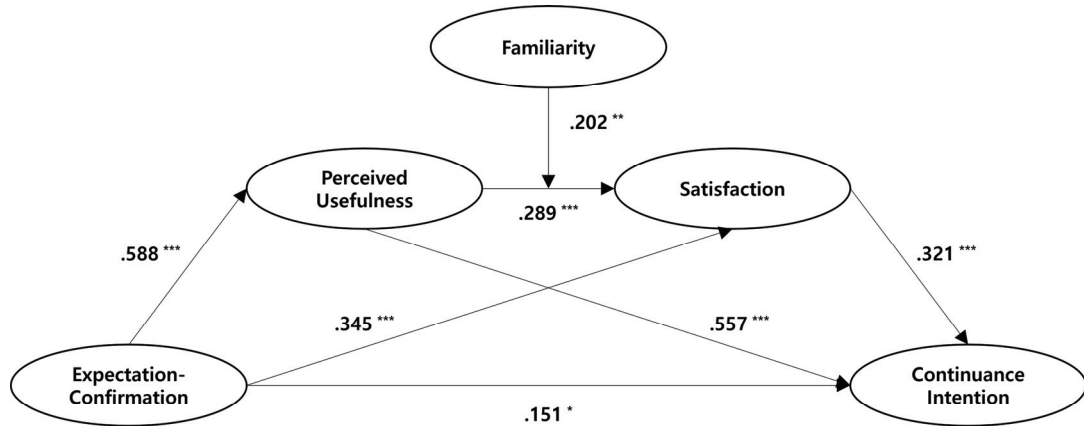 Familiarity
.202 **
Perceived
Usefulness
Satisfaction
.289 ***
.588 ***
.321 ***
.345 ***
.557 ***
Expectation-
Confirmation
Continuance
Intention
.151 *